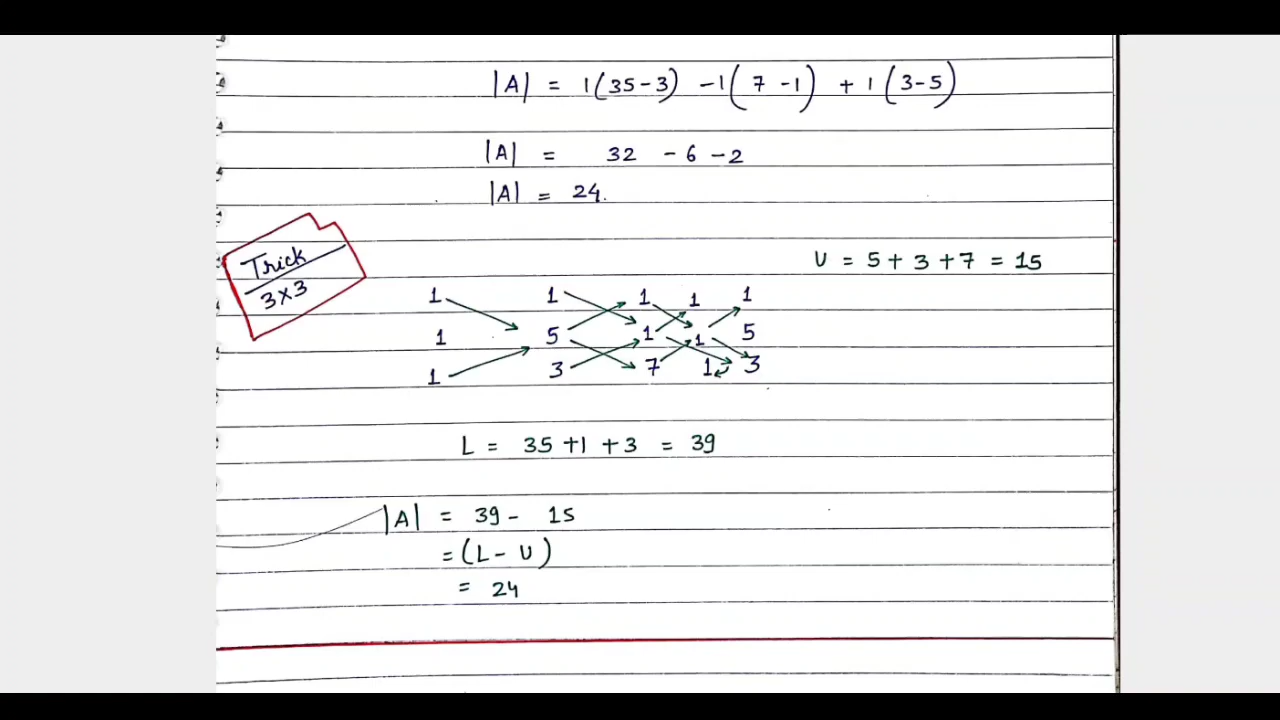 |A| = 1(35-3) -1(7-1) + 1(3-5)
|A| = 32 -6 -2
|A| = 24.
Trick
3×3
U = 5+3+7 = 15
1 1 1 1 1
1 5 1 1 5
1 3 7 1 3
L = 35+1+3 = 39
|A| = 39- 15
=(L- U)
= 24